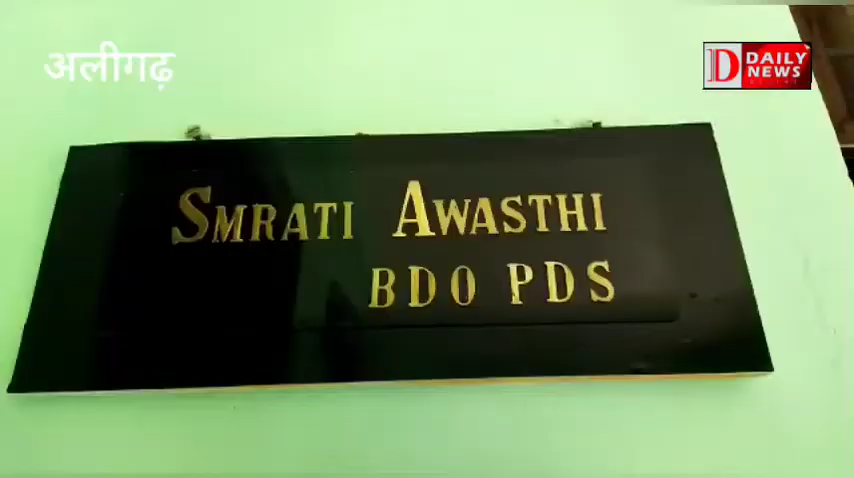 अलीगढ़
D DAILY
NEWS
SMRATI AWASTHI
BDO PDS